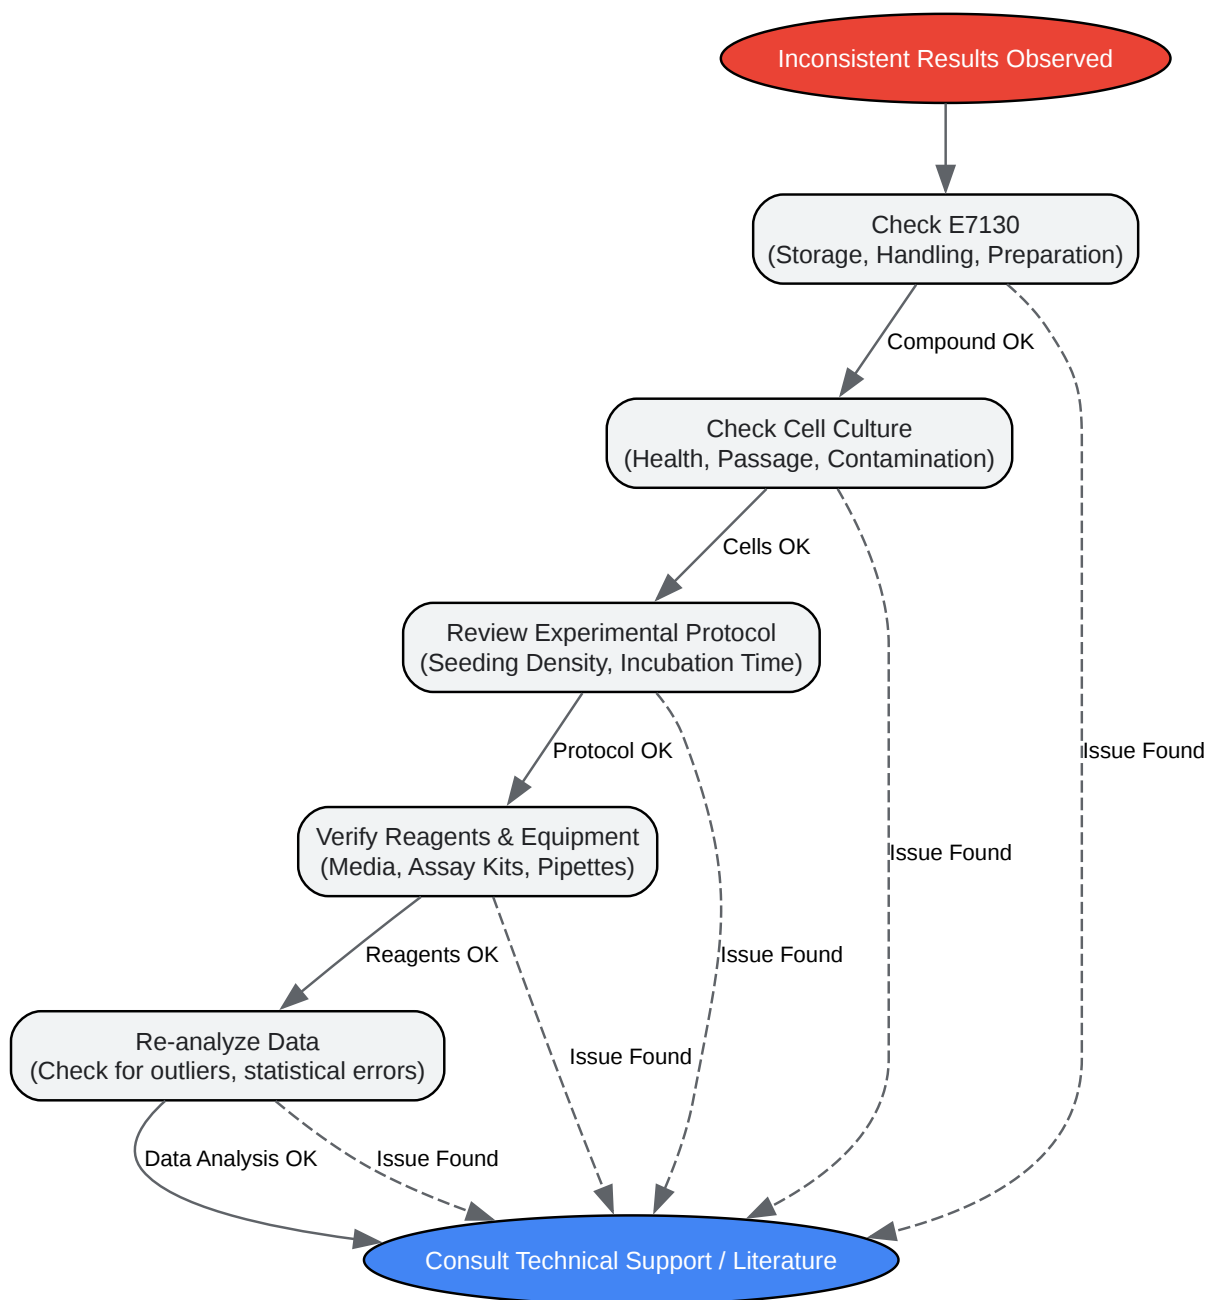 Inconsistent Results Observed
Check E7130
(Storage, Handling, Preparation)
Compound OK
Check Cell Culture
(Health, Passage, Contamination)
Cells OK
Review Experimental Protocol
(Seeding Density, Incubation Time)
Protocol OK
Issue Found
Verify Reagents & Equipment
(Media, Assay Kits, Pipettes)
Issue Found
Reagents OK
Issue Found
Re-analyze Data
(Check for outliers, statistical errors)
Issue Found
Data Analysis OK
Issue Found
Consult Technical Support / Literature